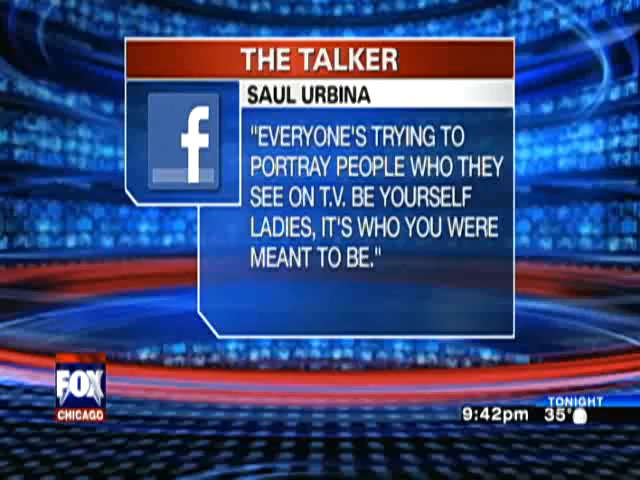 THE TALKER
SAUL URBINA
"EVERYONE'S TRYING TO
PORTRAY PEOPLE WHO THEY
SEE ON T.V. BE YOURSELF
LADIES, IT'S WHO YOU WERE
MEANT TO BE."
f
FOX
CHICAGO
TONIGHT
9:42pm 35°